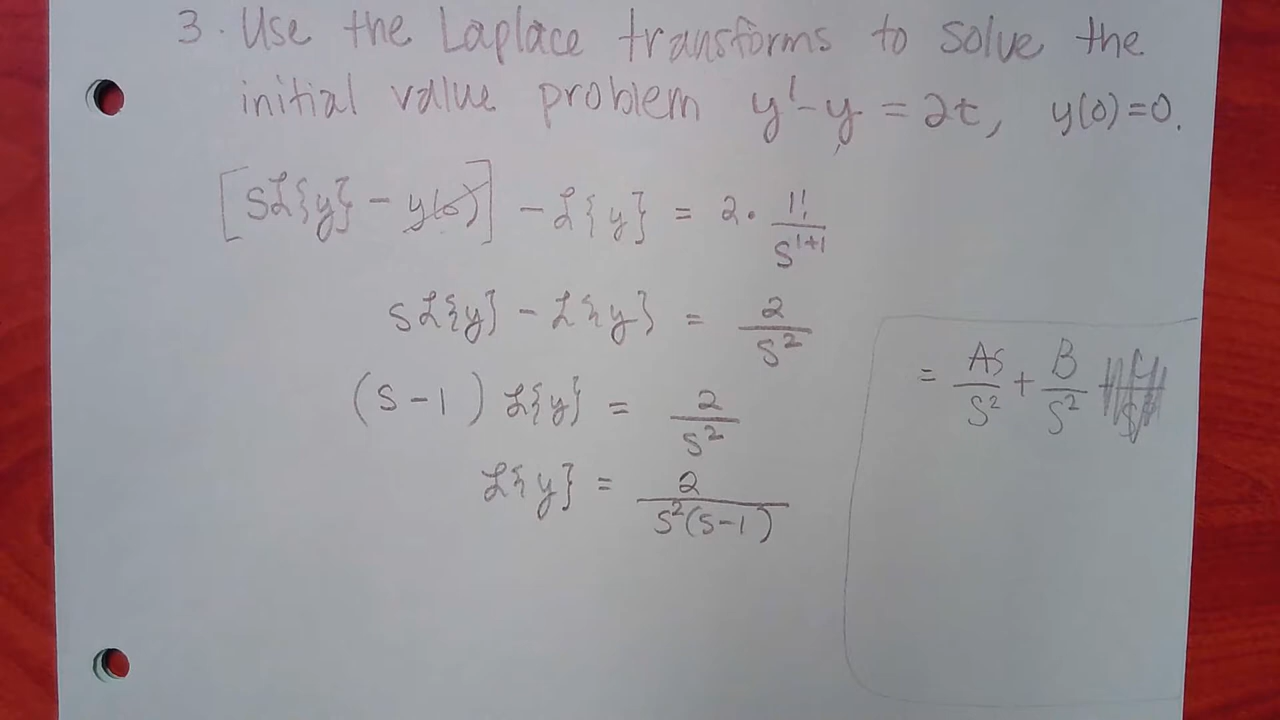 3. Use the Laplace transforms to solve the
initial value problem y' - y = 2t, y(0)=0.
[sℒ{y} - y(0)] - ℒ{y} = 2 · 1!/s^(1+1)
sℒ{y} - ℒ{y} = 2/s²
(s-1) ℒ{y} = 2/s²
ℒ{y} = 2/(s²(s-1))
= As/s² + B/s² +